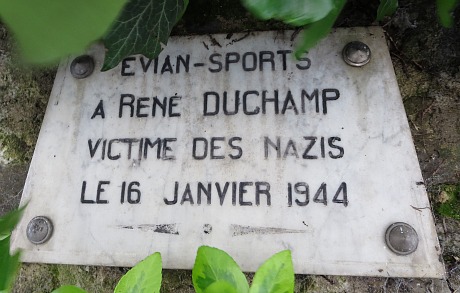 EVIAN-SPORTS
A RENÉ DUCHAMP
VICTIME DES NAZIS
LE 16 JANVIER 1944